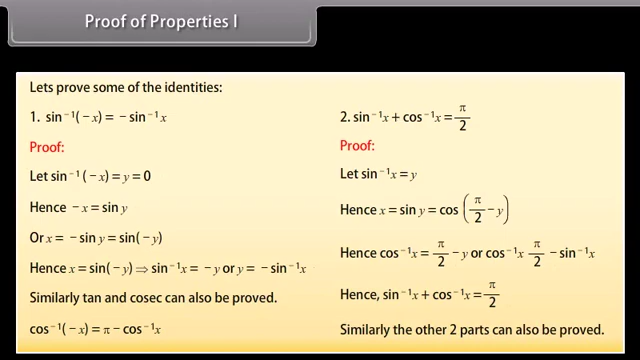 Proof of Properties I
Lets prove some of the identities:
1. sin⁻¹(−x) = − sin⁻¹x
Proof:
Let sin⁻¹ (−x) = y = 0
Hence −x = sin y
Or x = − sin y = sin(−y)
Hence x = sin(−y) ⇒ sin⁻¹x = −y or y = − sin⁻¹x
Similarly tan and cosec can also be proved.
cos⁻¹(−x) = π − cos⁻¹x
2. sin⁻¹x + cos⁻¹x = π/2
Proof:
Let sin⁻¹x = y
Hence x = sin y = cos (π/2 − y)
Hence cos⁻¹x = π/2 − y or cos⁻¹x π/2 − sin⁻¹x
Hence, sin⁻¹x + cos⁻¹x = π/2
Similarly the other 2 parts can also be proved.